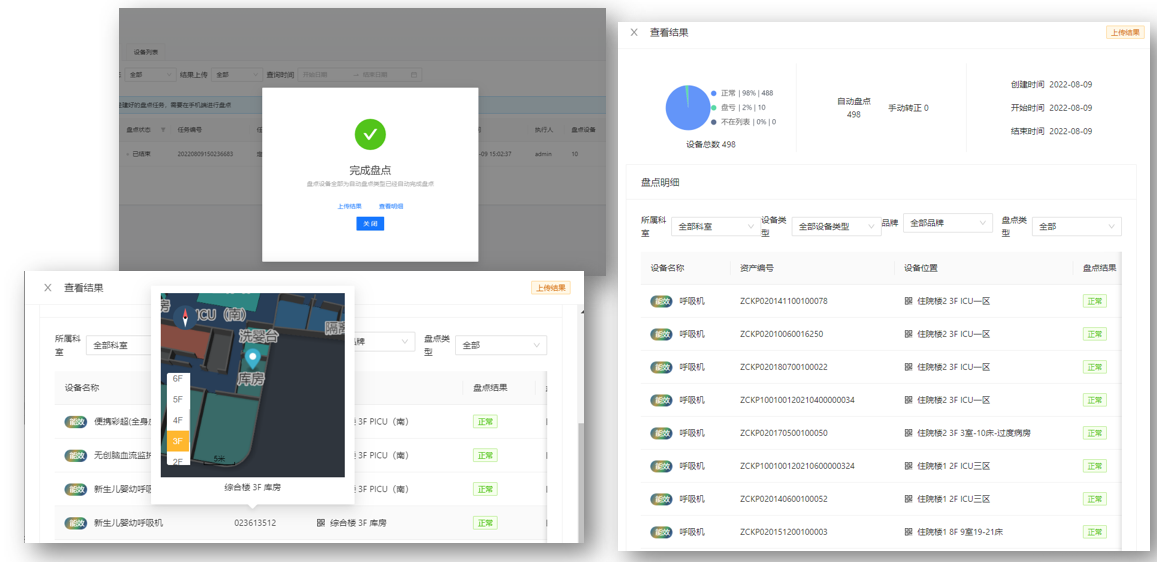 设备列表
全部 结果上传 全部 查询时间 开始日期 → 结束日期
建好的盘点任务，需要在手机端进行盘点
盘点状态 任务编号 执行人 盘点设备
已结束 20220809150236683 -09 15:02:37 admin 10
完成盘点
盘点设备全部为自动盘点类型已经自动完成盘点
上传结果 查看明细
关闭
查看结果 上传结果
所属科室 全部科室 牌 盘点类型 全部
设备名称 盘点结果
能效 便携彩超(全身 3F PICU（南） 正常
能效 无创脑血流监护 3F PICU（南） 正常
能效 新生儿婴幼呼吸 3F PICU（南） 正常
能效 新生儿婴幼呼吸机 023613512 综合楼 3F 库房 正常
房 ICU（南）
洗婴台
隔离
库房
6F
5F
4F
3F
2F
5米
综合楼 3F 库房
查看结果 上传结果
正常 | 98% | 488
盘亏 | 2% | 10
不在列表 | 0% | 0
设备总数 498
自动盘点
498
手动转正 0
创建时间 2022-08-09
开始时间 2022-08-09
结束时间 2022-08-09
盘点明细
所属科室 全部科室 设备类型 全部设备类型 品牌 全部品牌 盘点类型 全部
设备名称 资产编号 设备位置 盘点结果
能效 呼吸机 ZCKP020141100100078 住院楼2 3F ICU一区 正常
能效 呼吸机 ZCKP02010060016250 住院楼2 3F ICU一区 正常
能效 呼吸机 ZCKP020180700100022 住院楼2 3F ICU一区 正常
能效 呼吸机 ZCKP100100120210400000034 住院楼2 3F ICU一区 正常
能效 呼吸机 ZCKP020170500100050 住院楼2 3F 3室-10床-过度病房 正常
能效 呼吸机 ZCKP100100120210600000324 住院楼1 2F ICU三区 正常
能效 呼吸机 ZCKP020140600100052 住院楼1 2F ICU三区 正常
能效 呼吸机 ZCKP020151200100003 住院楼1 8F 9室19-21床 正常